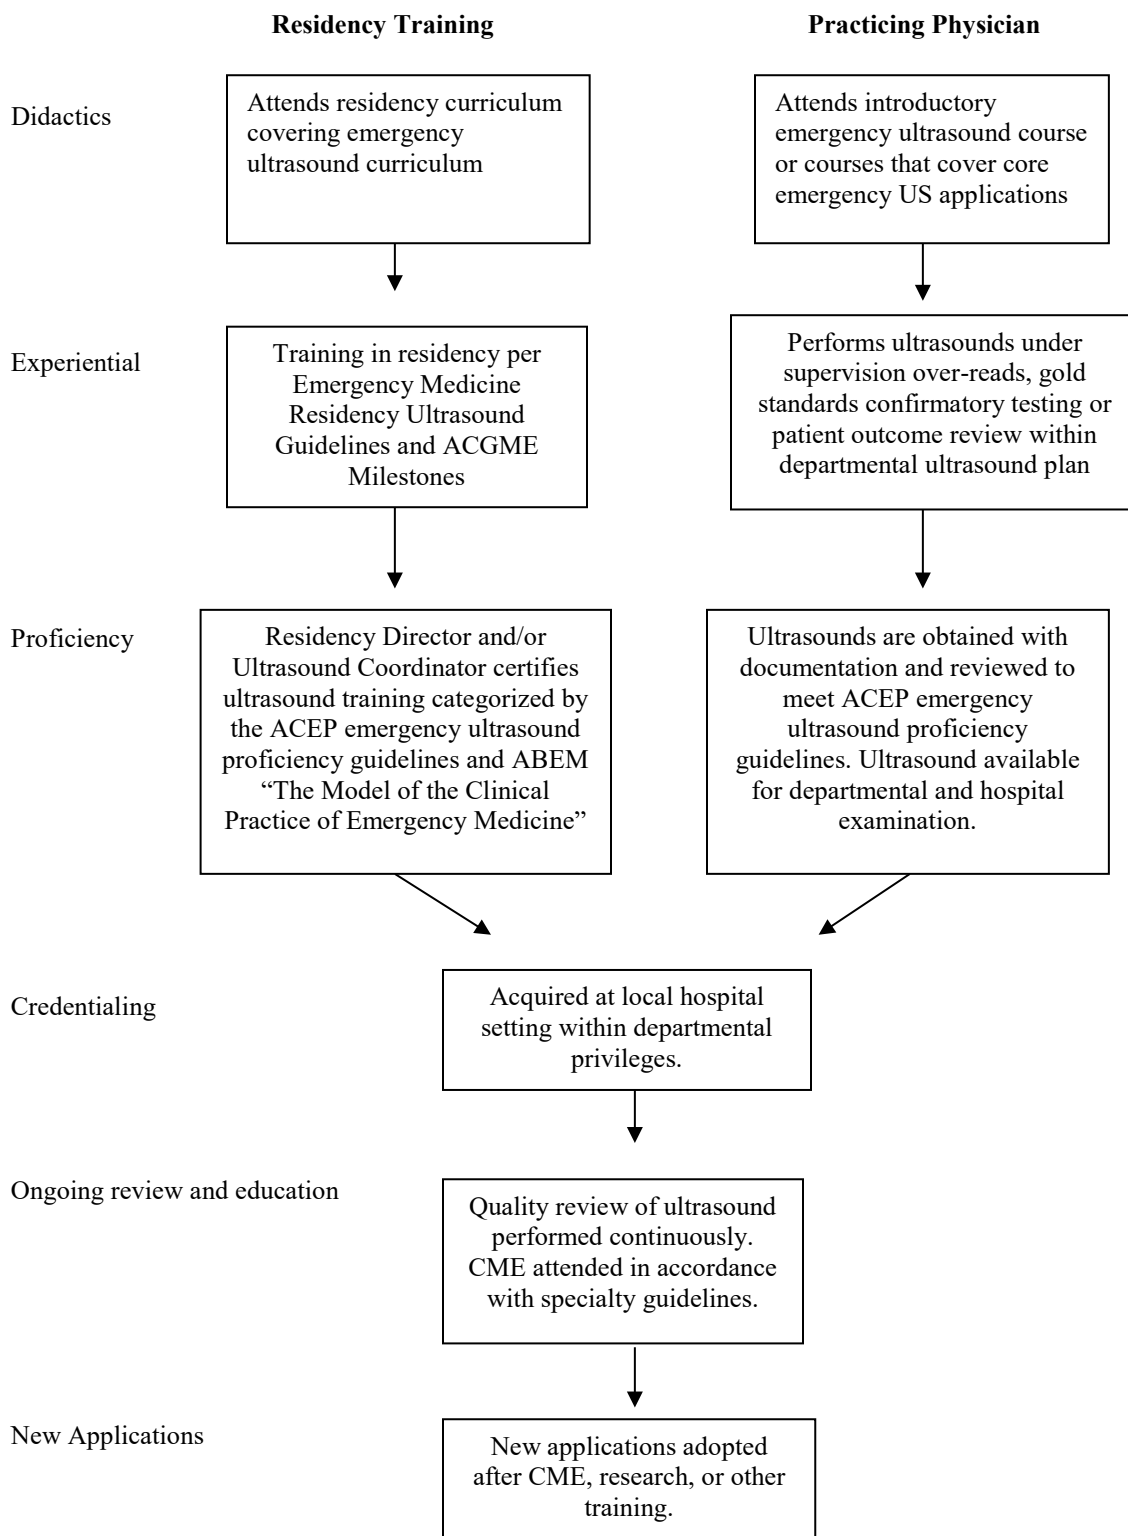 Residency Training
Practicing Physician
Didactics
Attends residency curriculum
covering emergency
ultrasound curriculum
Attends introductory
emergency ultrasound course
or courses that cover core
emergency US applications
Experiential
Training in residency per
Emergency Medicine
Residency Ultrasound
Guidelines and ACGME
Milestones
Performs ultrasounds under
supervision over-reads, gold
standards confirmatory testing or
patient outcome review within
departmental ultrasound plan
Proficiency
Residency Director and/or
Ultrasound Coordinator certifies
ultrasound training categorized by
the ACEP emergency ultrasound
proficiency guidelines and ABEM
“The Model of the Clinical
Practice of Emergency Medicine”
Ultrasounds are obtained with
documentation and reviewed to
meet ACEP emergency
ultrasound proficiency
guidelines. Ultrasound available
for departmental and hospital
examination.
Credentialing
Acquired at local hospital
setting within departmental
privileges.
Ongoing review and education
Quality review of ultrasound
performed continuously.
CME attended in accordance
with specialty guidelines.
New Applications
New applications adopted
after CME, research, or other
training.